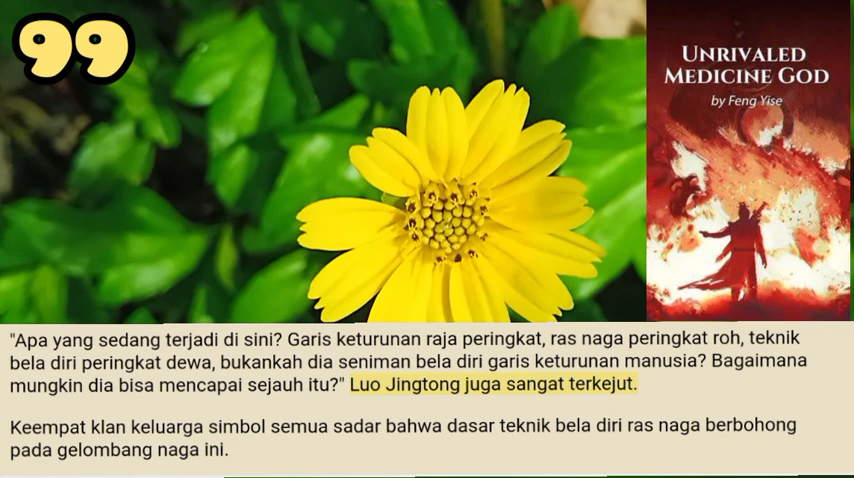 99
UNRIVALED
MEDICINE GOD
by Feng Yise
"Apa yang sedang terjadi di sini? Garis keturunan raja peringkat, ras naga peringkat roh, teknik
bela diri peringkat dewa, bukankah dia seniman bela diri garis keturunan manusia? Bagaimana
mungkin dia bisa mencapai sejauh itu?" Luo Jingtong juga sangat terkejut.
Keempat klan keluarga simbol semua sadar bahwa dasar teknik bela diri ras naga berbohong
pada gelombang naga ini.